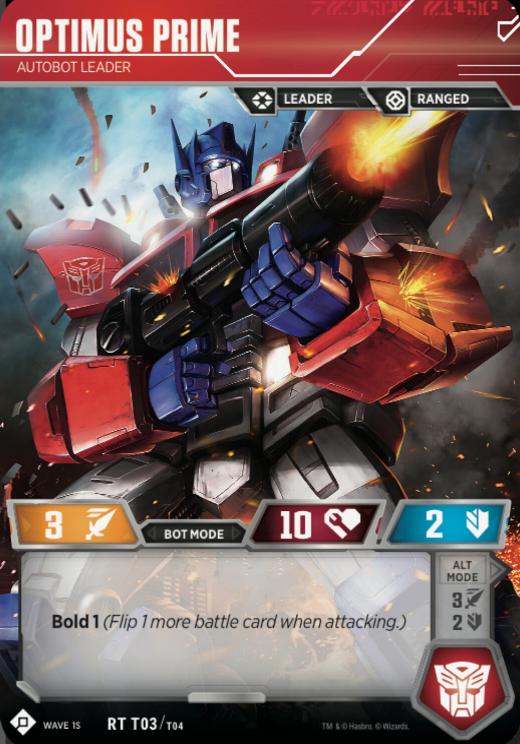 OPTIMUS PRIME
AUTOBOT LEADER
LEADER RANGED
3 BOT MODE 10 2
ALT
MODE
3
2
Bold 1 (Flip 1 more battle card when attacking.)
WAVE 1S RT T03/T04 TM & © Hasbro. © Wizards.